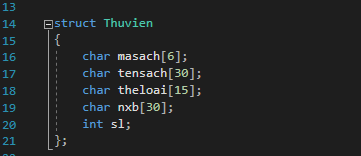 13
14 struct Thuvien
15 {
16 char masach[6];
17 char tensach[30];
18 char theloai[15];
19 char nxb[30];
20 int sl;
21 };